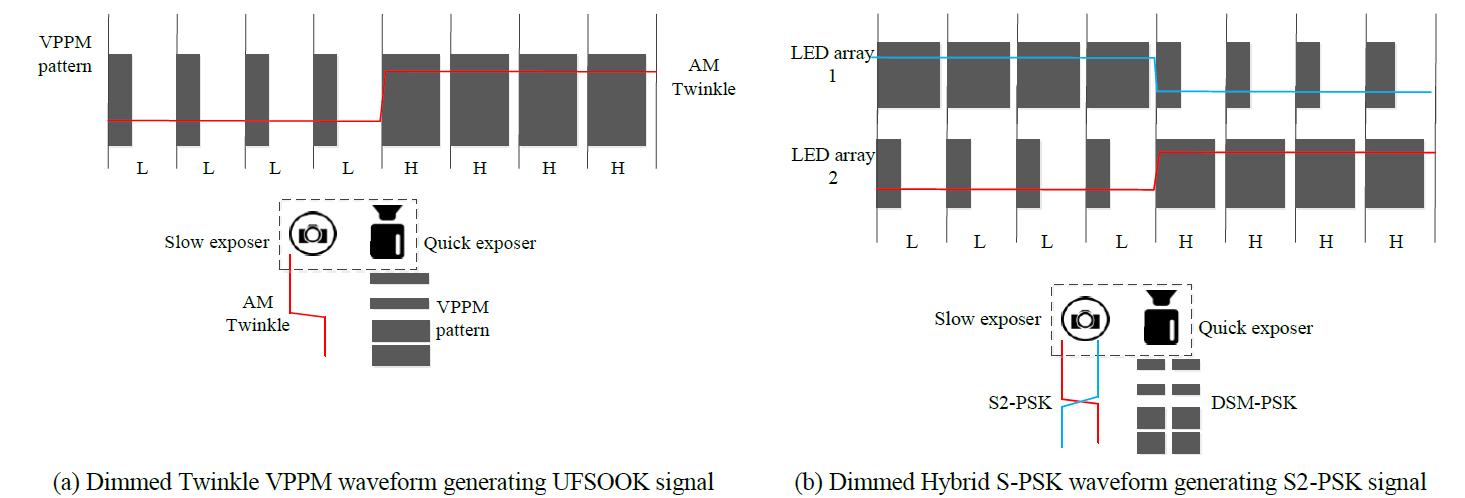 VPPM
pattern
AM
Twinkle
L L L L H H H H
Slow exposer
Quick exposer
AM
Twinkle
VPPM
pattern
(a) Dimmed Twinkle VPPM waveform generating UFSOOK signal
LED array
1
LED array
2
L L L L H H H H
Slow exposer
Quick exposer
S2-PSK
DSM-PSK
(b) Dimmed Hybrid S-PSK waveform generating S2-PSK signal